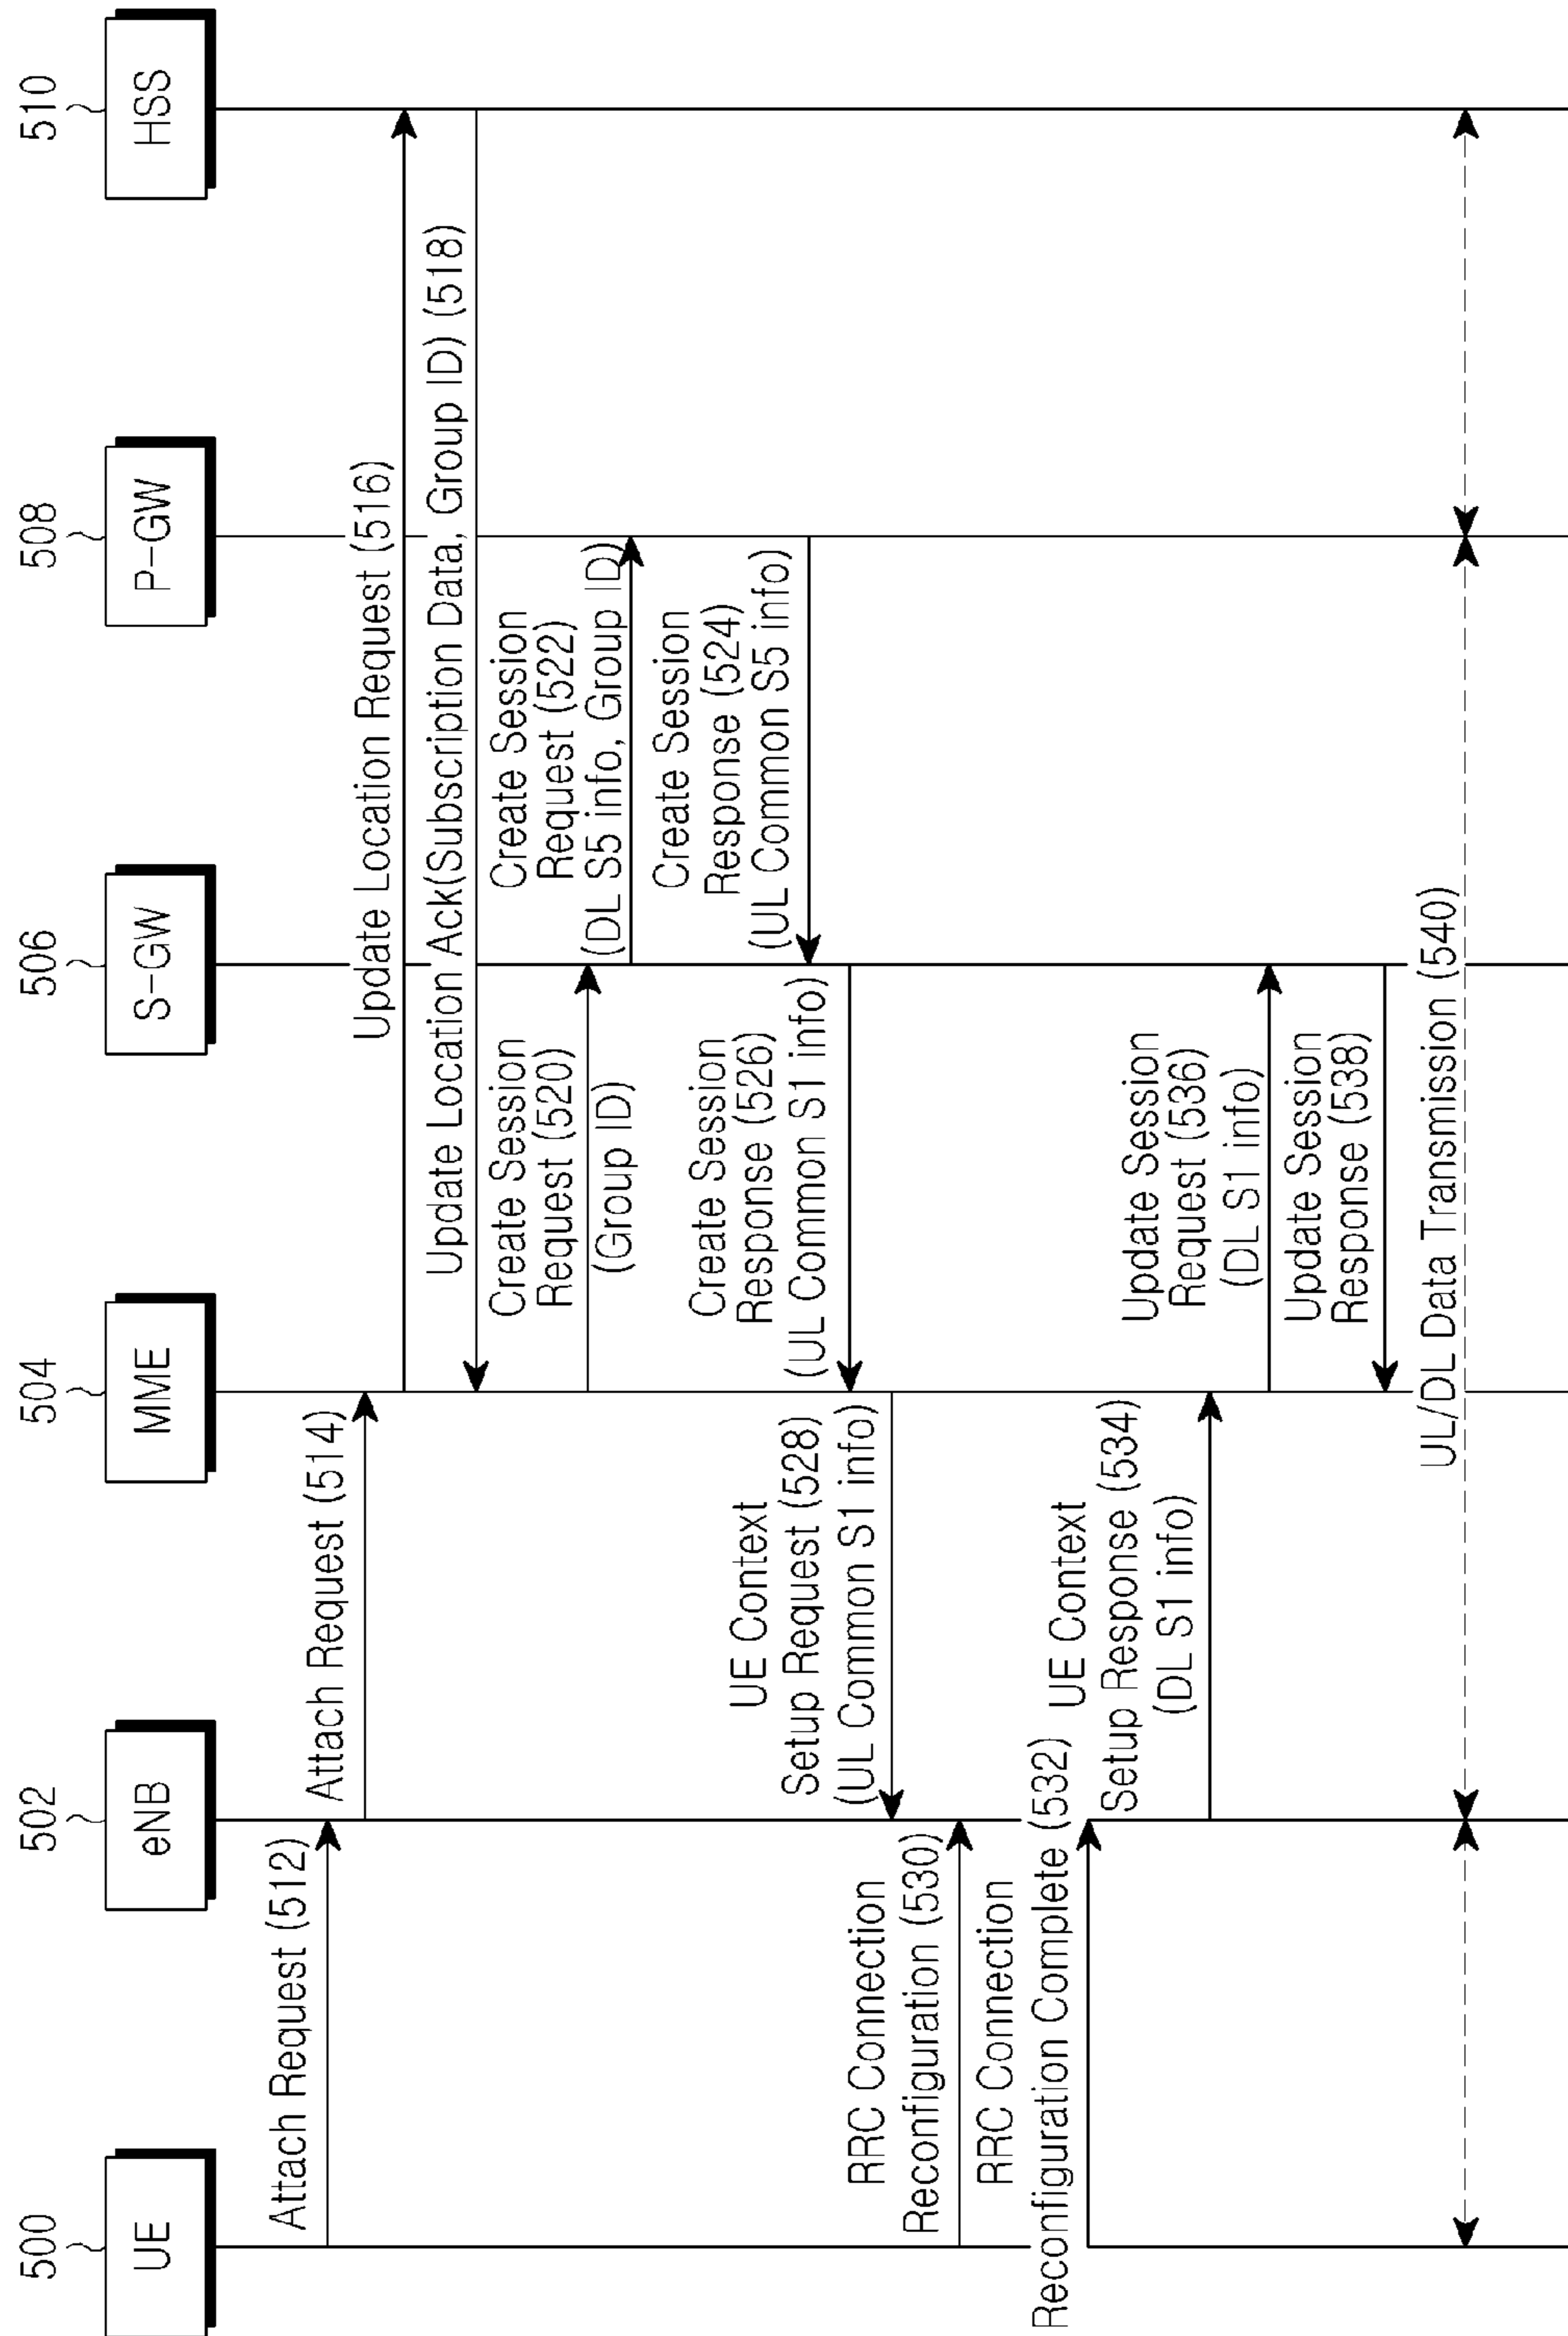 500
502
504
506
508
510
UE
eNB
MME
S-GW
P-GW
HSS
Attach Request (512)
Attach Request (514)
Update Location Request (516)
Update Location Ack(Subscription Data, Group ID) (518)
Create Session
Request (520)
(Group ID)
Create Session
Request (522)
(DL S5 info, Group ID)
Create Session
Response (524)
(UL Common S5 info)
Create Session
Response (526)
(UL Common S1 info)
UE Context
Setup Request (528)
(UL Common S1 info)
RRC Connection
Reconfiguration (530)
RRC Connection
Reconfiguration Complete (532)
UE Context
Setup Response (534)
(DL S1 info)
Update Session
Request (536)
(DL S1 info)
Update Session
Response (538)
UL/DL Data Transmission (540)